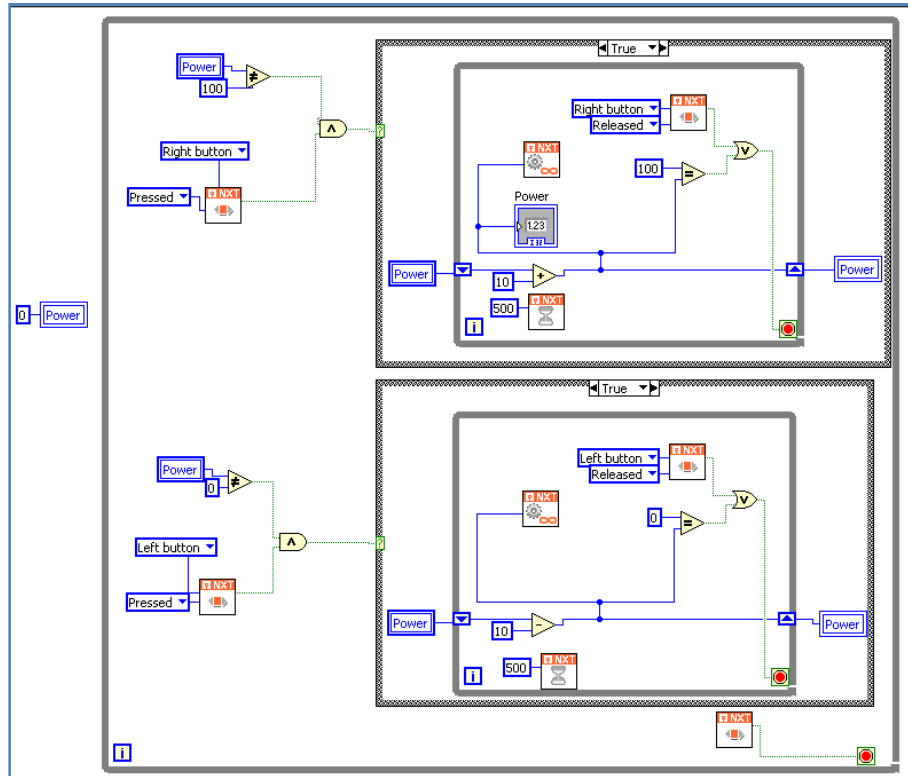 True
Power
≠
100
Right button
Released
NXT
∧
∨
NXT
Right button
100
=
Power
Pressed
NXT
1.23
I32
Power
+
Power
10
0
Power
500
NXT
i
True
Power
≠
0
Left button
Released
NXT
∧
∨
NXT
0
=
Left button
Pressed
NXT
Power
−
Power
10
500
NXT
i
NXT
i